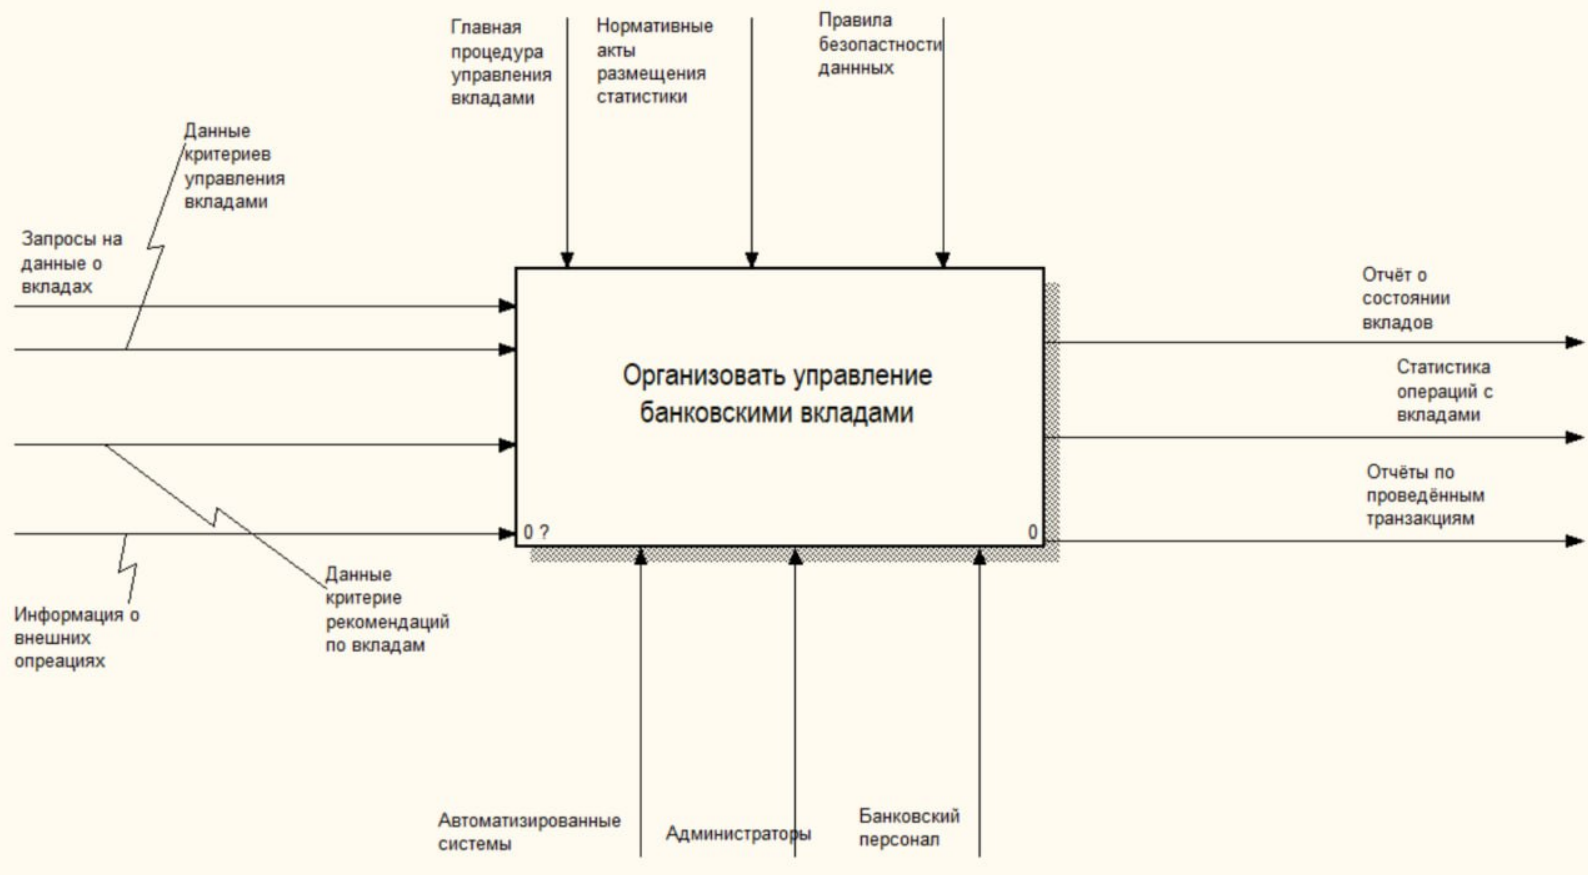 Главная
процедура
управления
вкладами
Нормативные
акты
размещения
статистики
Правила
безопастности
даннных
Данные
критериев
управления
вкладами
Запросы на
данные о
вкладах
Организовать управление
банковскими вкладами
0 ?
0
Отчёт о
состоянии
вкладов
Статистика
операций с
вкладами
Отчёты по
проведённым
транзакциям
Информация о
внешних
опреациях
Данные
критерие
рекомендаций
по вкладам
Автоматизированные
системы
Администраторы
Банковский
персонал